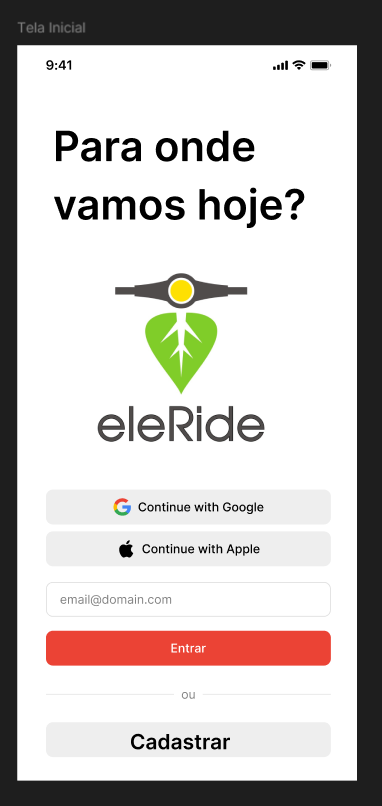 Tela Inicial
9:41
Para onde
vamos hoje?
eleRide
Continue with Google
Continue with Apple
email@domain.com
Entrar
ou
Cadastrar